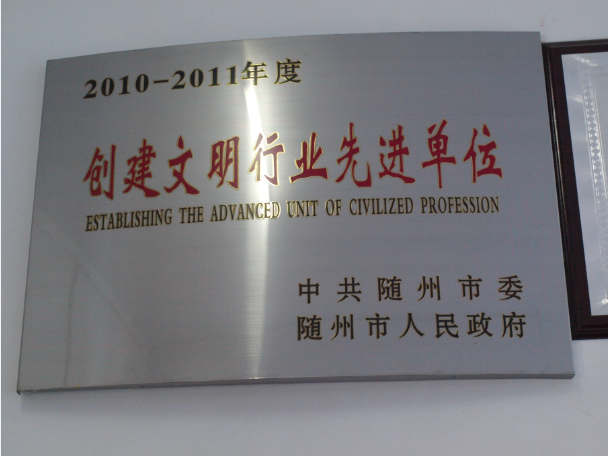 2010-2011年度
创建文明行业先进单位
ESTABLISHING THE ADVANCED UNIT OF CIVILIZED PROFESSION
中共随州市委
随州市人民政府